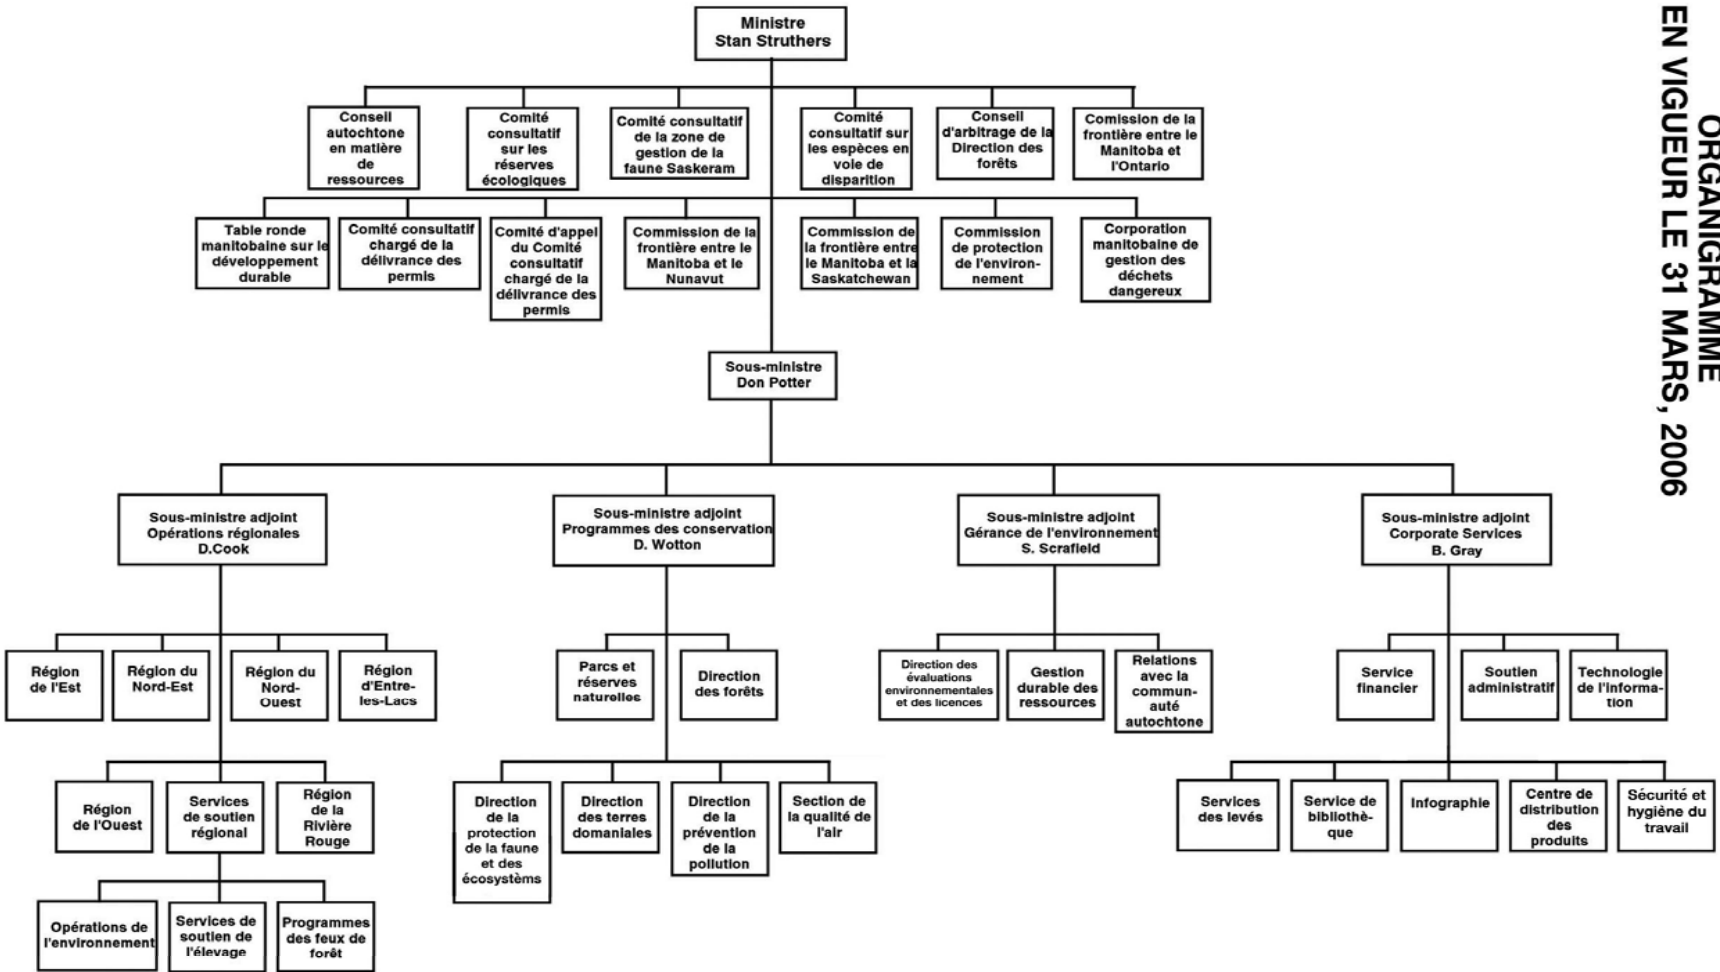 ORGANIGRAMME
EN VIGUEUR LE 31 MARS, 2006
Ministre
Stan Struthers
Conseil
autochtone
en matière
de
ressources
Comité
consultatif
sur les
réserves
écologiques
Comité consultatif
de la zone de
gestion de la
faune Saskeram
Comité
consultatif sur
les espèces en
voie de
disparition
Conseil
d'arbitrage de la
Direction des
forêts
Comission de la
frontière entre le
Manitoba et
l'Ontario
Table ronde
manitobaine sur le
développement
durable
Comité consultatif
chargé de la
délivrance des
permis
Comité d'appel
du Comité
consultatif
chargé de la
délivrance des
permis
Commission de la
frontière entre le
Manitoba et le
Nunavut
Commission de
la frontière entre
le Manitoba et la
Saskatchewan
Commission
de protection
de l'environ-
nement
Corporation
manitobaine de
gestion des
déchets
dangereux
Sous-ministre
Don Potter
Sous-ministre adjoint
Opérations régionales
D.Cook
Sous-ministre adjoint
Programmes des conservation
D. Wotton
Sous-ministre adjoint
Gérance de l'environnement
S. Scrafield
Sous-ministre adjoint
Corporate Services
B. Gray
Région
de l'Est
Région du
Nord-Est
Région du
Nord-
Ouest
Région
d'Entre-
les-Lacs
Parcs et
réserves
naturelles
Direction
des forêts
Direction des
évaluations
environnementales
et des licences
Gestion
durable des
ressources
Relations
avec la
commun-
auté
autochtone
Service
financier
Soutien
administratif
Technologie
de l'informa-
tion
Région
de l'Ouest
Services
de soutien
régional
Région
de la
Rivière
Rouge
Direction
de la
protection
de la faune
et des
écosystèms
Direction
des terres
domaniales
Direction
de la
prévention
de la
pollution
Section de
la qualité de
l'air
Services
des levés
Service de
bibliothè-
que
Infographie
Centre de
distribution
des
produits
Sécurité et
hygiène du
travail
Opérations de
l'environnement
Services de
soutien de
l'élevage
Programmes
des feux de
forêt